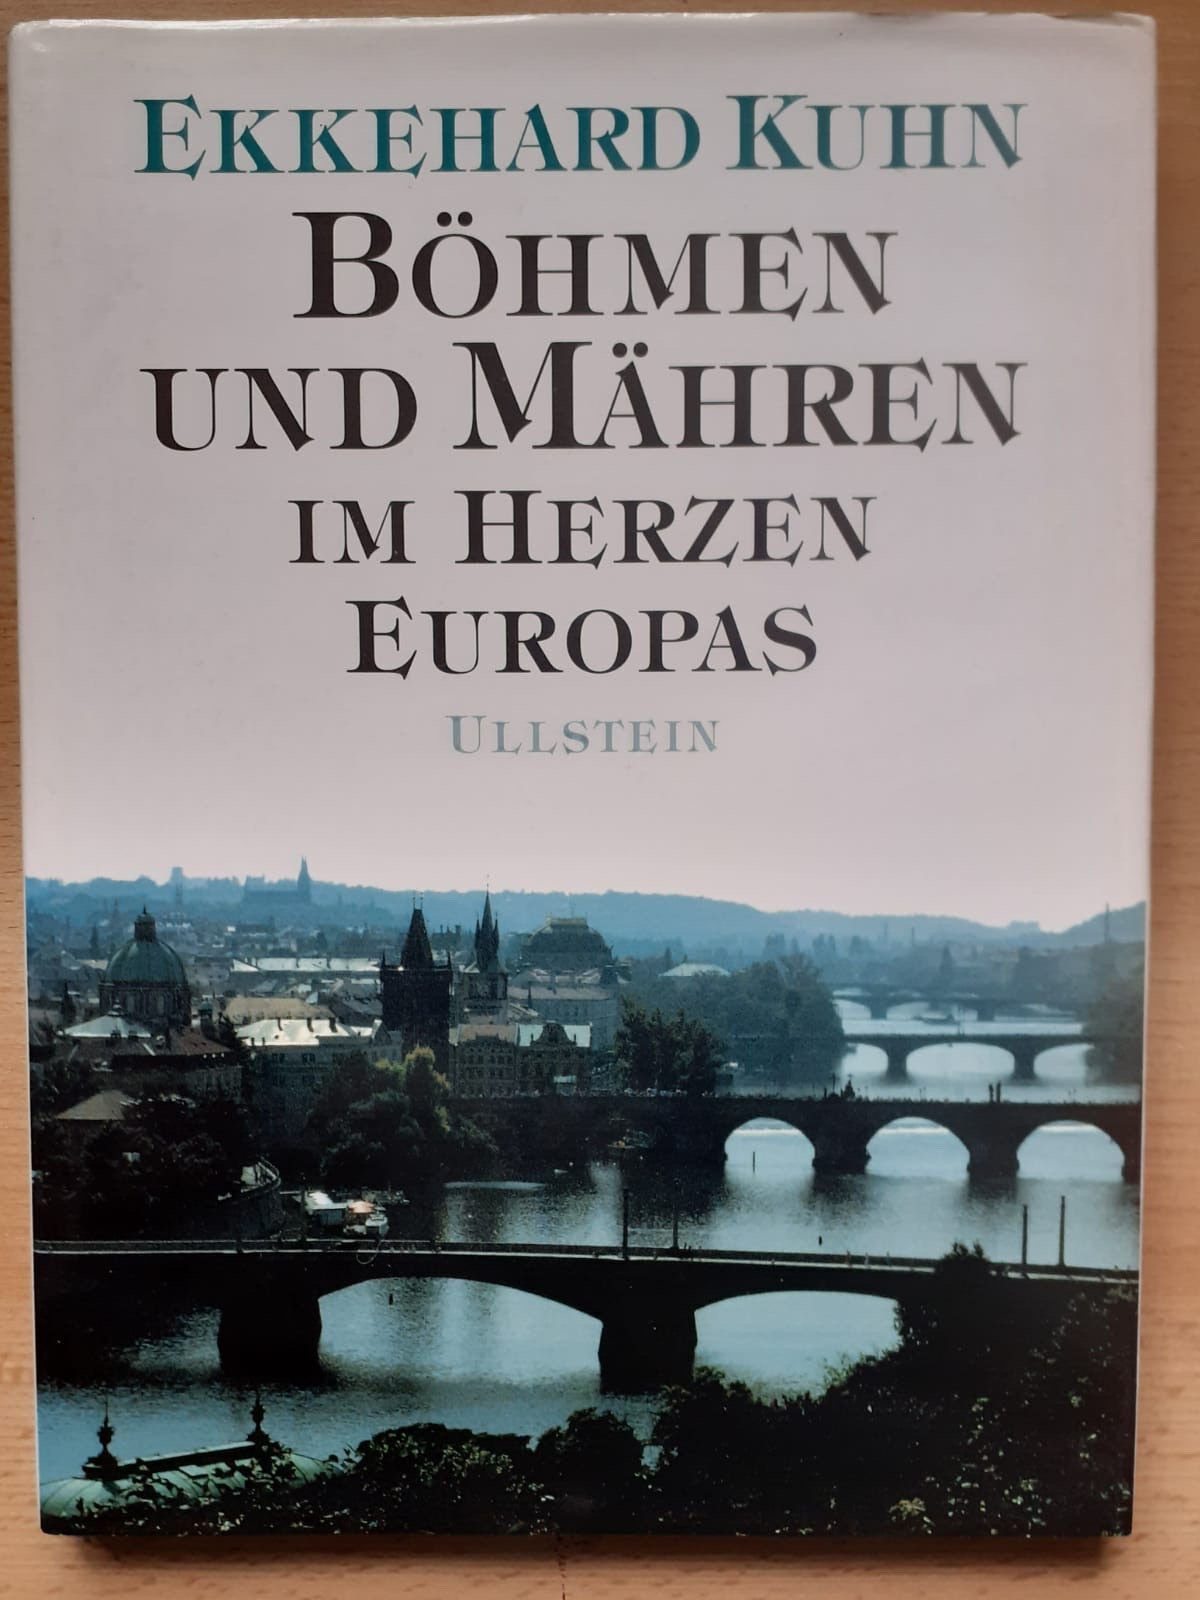 EKKEHARD KUHN
BÖHMEN
UND MÄHREN
IM HERZEN
EUROPAS
ULLSTEIN